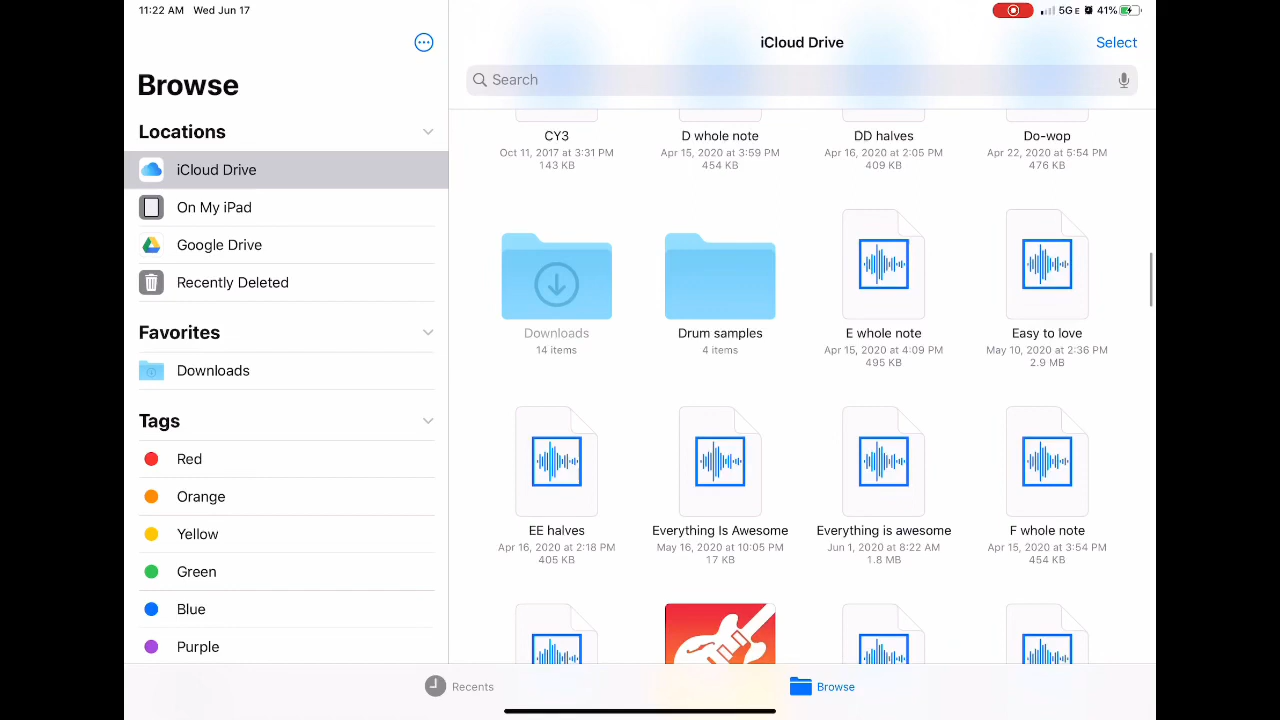 11:22 AM Wed Jun 17
5G E 41%
Browse
Locations
iCloud Drive
On My iPad
Google Drive
Recently Deleted
Favorites
Downloads
Tags
Red
Orange
Yellow
Green
Blue
Purple
iCloud Drive
Select
Search
CY3 D whole note DD halves Do-wop
Oct 11, 2017 at 3:31 PM Apr 15, 2020 at 3:59 PM Apr 16, 2020 at 2:05 PM Apr 22, 2020 at 5:54 PM
143 KB 454 KB 409 KB 476 KB
Downloads Drum samples E whole note Easy to love
14 items 4 items Apr 15, 2020 at 4:09 PM May 10, 2020 at 2:36 PM
495 KB 2.9 MB
EE halves Everything Is Awesome Everything is awesome F whole note
Apr 16, 2020 at 2:18 PM May 16, 2020 at 10:05 PM Jun 1, 2020 at 8:22 AM Apr 15, 2020 at 3:54 PM
405 KB 17 KB 1.8 MB 454 KB
Recents Browse